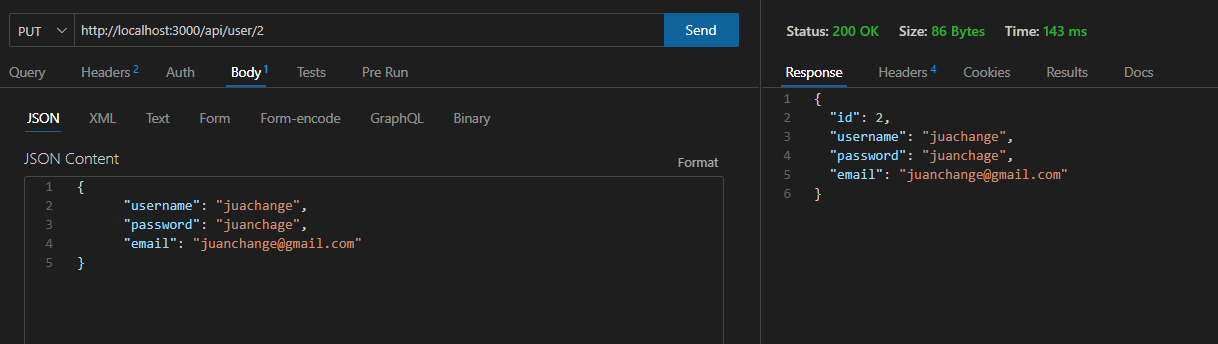 PUT http://localhost:3000/api/user/2 Send
Query Headers 2 Auth Body 1 Tests Pre Run
JSON XML Text Form Form-encode GraphQL Binary
JSON Content Format
1 {
2 "username": "juachange",
3 "password": "juanchage",
4 "email": "juanchange@gmail.com"
5 }
Status: 200 OK Size: 86 Bytes Time: 143 ms
Response Headers 4 Cookies Results Docs
1 {
2 "id": 2,
3 "username": "juachange",
4 "password": "juanchage",
5 "email": "juanchange@gmail.com"
6 }